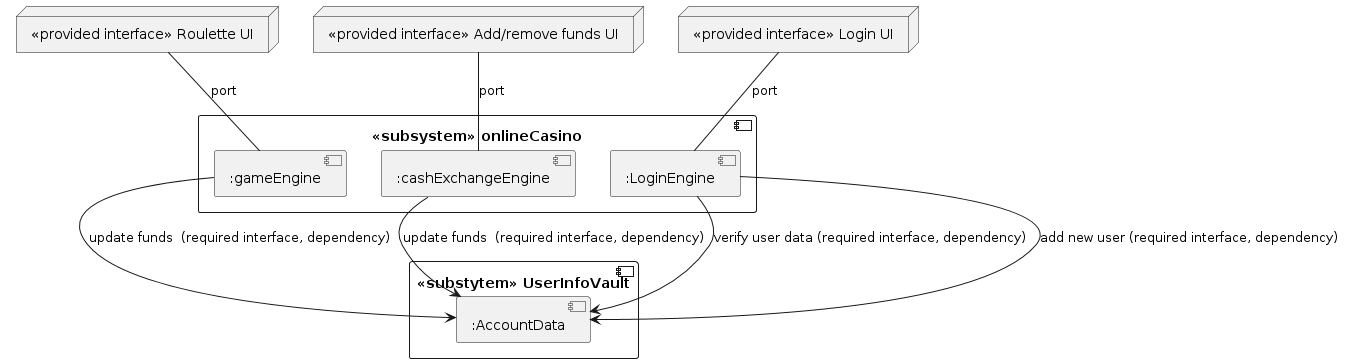 «provided interface» Roulette UI
«provided interface» Add/remove funds UI
«provided interface» Login UI
port
port
port
«subsystem» onlineCasino
:gameEngine
:cashExchangeEngine
:LoginEngine
update funds  (required interface, dependency)
update funds  (required interface, dependency)
verify user data (required interface, dependency)
add new user (required interface, dependency)
«substytem» UserInfoVault
:AccountData